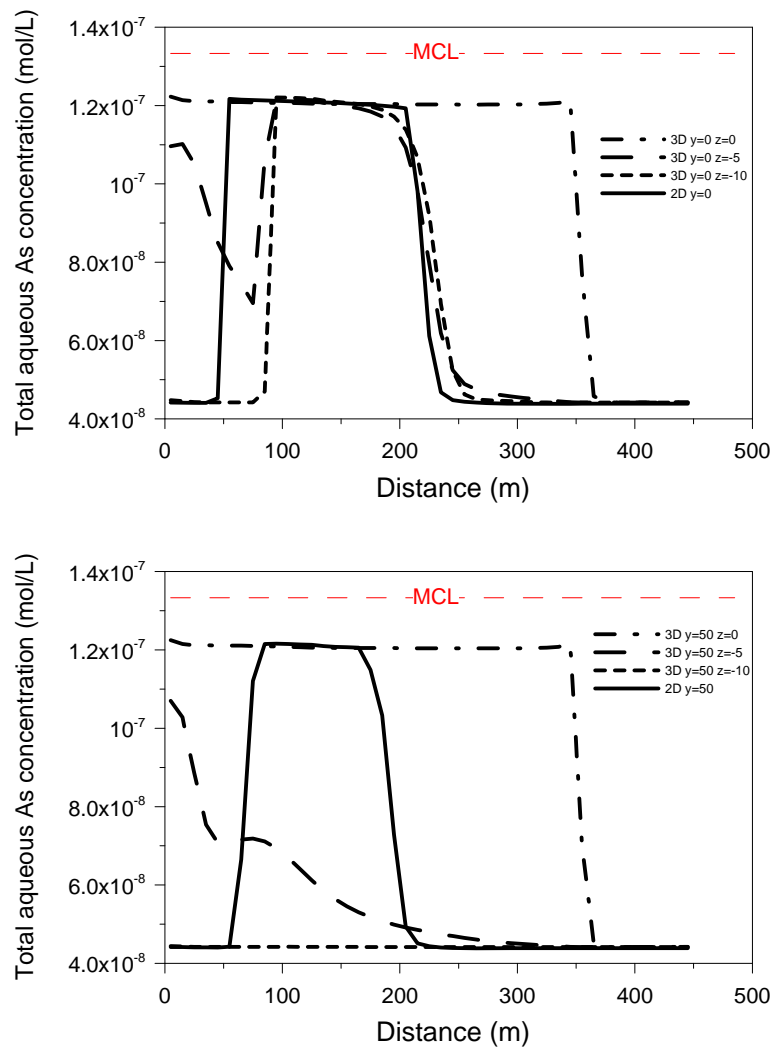 1.4x10-7
MCL
1.2x10-7
10-7
8.0x10-8
6.0x10-8
4.0x10-8
Total aqueous As concentration (mol/L)
3D y=0 z=0
3D y=0 z=-5
3D y=0 z=-10
2D y=0
0 100 200 300 400 500
Distance (m)
1.4x10-7
MCL
1.2x10-7
10-7
8.0x10-8
6.0x10-8
4.0x10-8
Total aqueous As concentration (mol/L)
3D y=50 z=0
3D y=50 z=-5
3D y=50 z=-10
2D y=50
0 100 200 300 400 500
Distance (m)